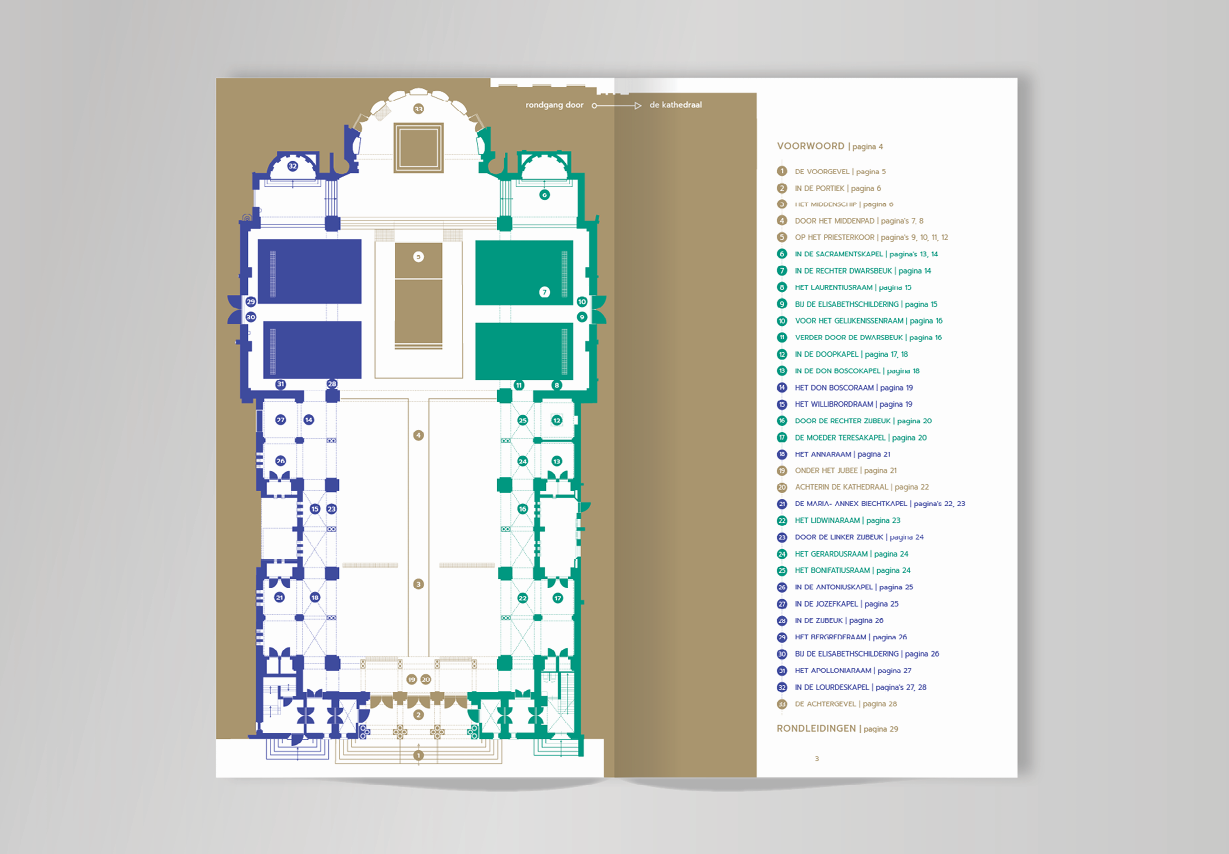 rondgang door
de kathedraal
33
32
6
5
7
29
10
30
9
31
28
11
8
27
14
25
12
4
26
24
13
15
23
16
3
21
18
22
17
19
20
2
1
VOORWOORD | pagina 4
1 DE VOORGEVEL | pagina 5
2 IN DE PORTIEK | pagina 6
3 HET MIDDENSCHIP | pagina 6
4 DOOR HET MIDDENPAD | pagina's 7, 8
5 OP HET PRIESTERKOOR | pagina's 9, 10, 11, 12
6 IN DE SACRAMENTSKAPEL | pagina's 13, 14
7 IN DE RECHTER DWARSBEUK | pagina 14
8 HET LAURENTIUSRAAM | pagina 15
9 BIJ DE ELISABETHSCHILDERING | pagina 15
10 VOOR HET GELIJKENISSENRAAM | pagina 16
11 VERDER DOOR DE DWARSBEUK | pagina 16
12 IN DE DOOPKAPEL | pagina 17, 18
13 IN DE DON BOSCOKAPEL | pagina 18
14 HET DON BOSCORAAM | pagina 19
15 HET WILLIBRORDRAAM | pagina 19
16 DOOR DE RECHTER ZIJBEUK | pagina 20
17 DE MOEDER TERESAKAPEL | pagina 20
18 HET ANNARAAM | pagina 21
19 ONDER HET JUBEE | pagina 21
20 ACHTERIN DE KATHEDRAAL | pagina 22
21 DE MARIA- ANNEX BIECHTKAPEL | pagina's 22, 23
22 HET LIDWINARAAM | pagina 23
23 DOOR DE LINKER ZIJBEUK | pagina 24
24 HET GERARDUSRAAM | pagina 24
25 HET BONIFATIUSRAAM | pagina 24
26 IN DE ANTONIUSKAPEL | pagina 25
27 IN DE JOZEFKAPEL | pagina 25
28 IN DE ZIJBEUK | pagina 26
29 HET BERGREDERAAM | pagina 26
30 BIJ DE ELISABETHSCHILDERING | pagina 26
31 HET APOLLONIARAAM | pagina 27
32 IN DE LOURDESKAPEL | pagina's 27, 28
33 DE ACHTERGEVEL | pagina 28
RONDLEIDINGEN | pagina 29
3